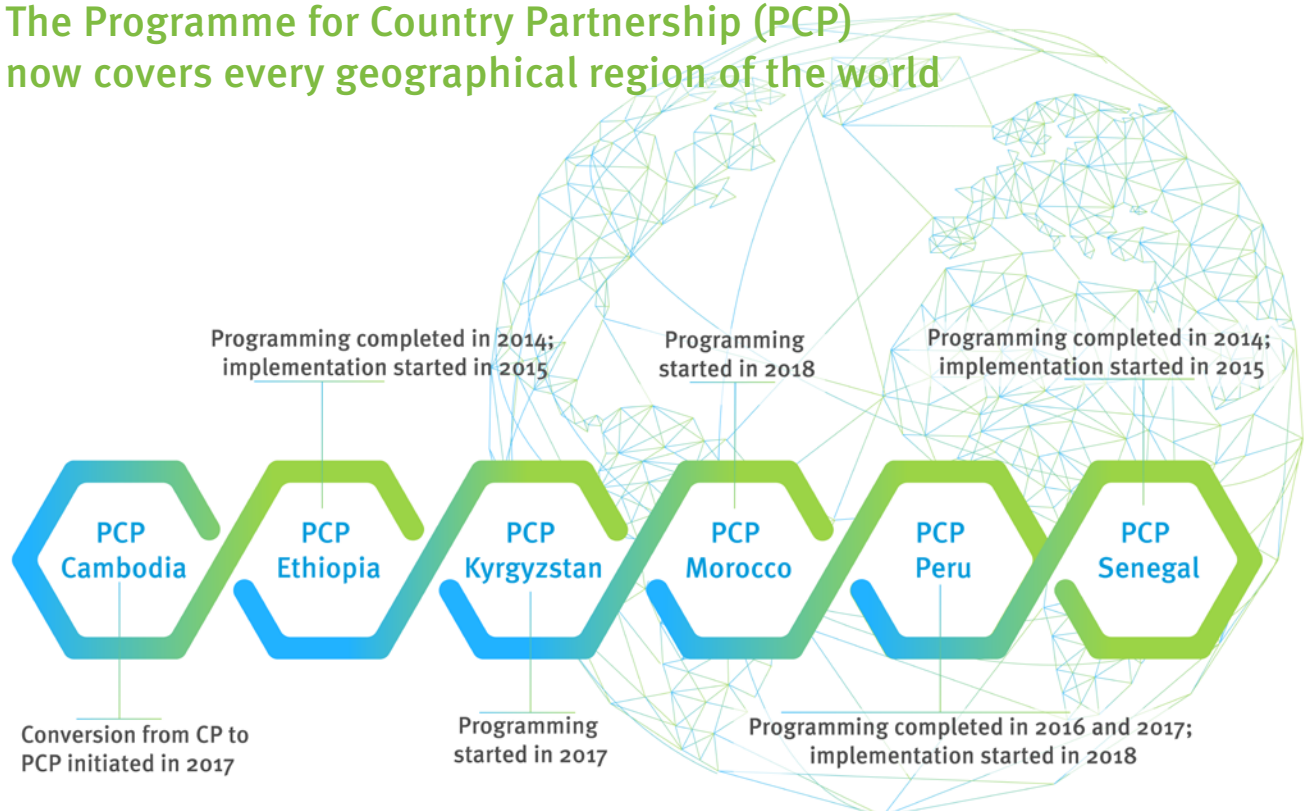 The Programme for Country Partnership (PCP)
now covers every geographical region of the world
Programming completed in 2014;
implementation started in 2015
Programming
started in 2018
Programming completed in 2014;
implementation started in 2015
PCP
Cambodia
PCP
Ethiopia
PCP
Kyrgyzstan
PCP
Morocco
PCP
Peru
PCP
Senegal
Conversion from CP to
PCP initiated in 2017
Programming
started in 2017
Programming completed in 2016 and 2017;
implementation started in 2018